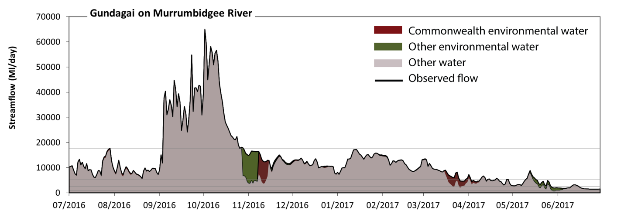 Gundagai on Murrumbidgee River
Streamflow (Ml/day)
70000
60000
50000
40000
30000
20000
10000
0
Commonwealth environmental water
Other environmental water
Other water
Observed flow
07/2016 08/2016 09/2016 10/2016 11/2016 12/2016 01/2017 02/2017 03/2017 04/2017 05/2017 06/2017